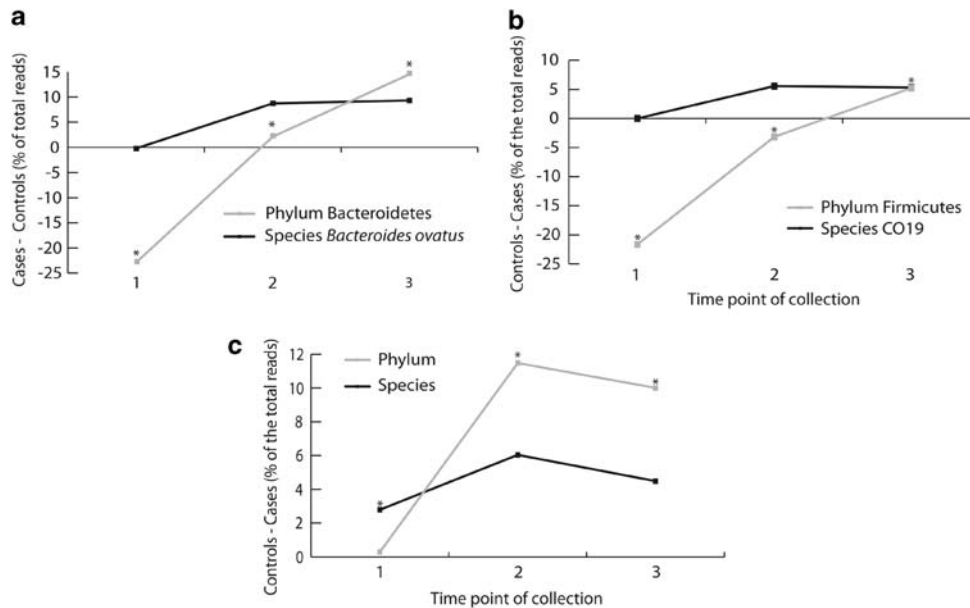 a
Cases - Controls (% of total reads)
15
10
5
0
-5
-10
-15
-20
-25
*
*
*
Phylum Bacteroidetes
Species Bacteroides ovatus
1 2 3
b
Controls - Cases (% of the total reads)
10
5
0
-5
-10
-15
-20
-25
*
*
*
Phylum Firmicutes
Species CO19
1 2 3
Time point of collection
c
Controls - Cases (% of the total reads)
12
10
8
6
4
2
0
Phylum
Species
*
*
*
1 2 3
Time point of collection